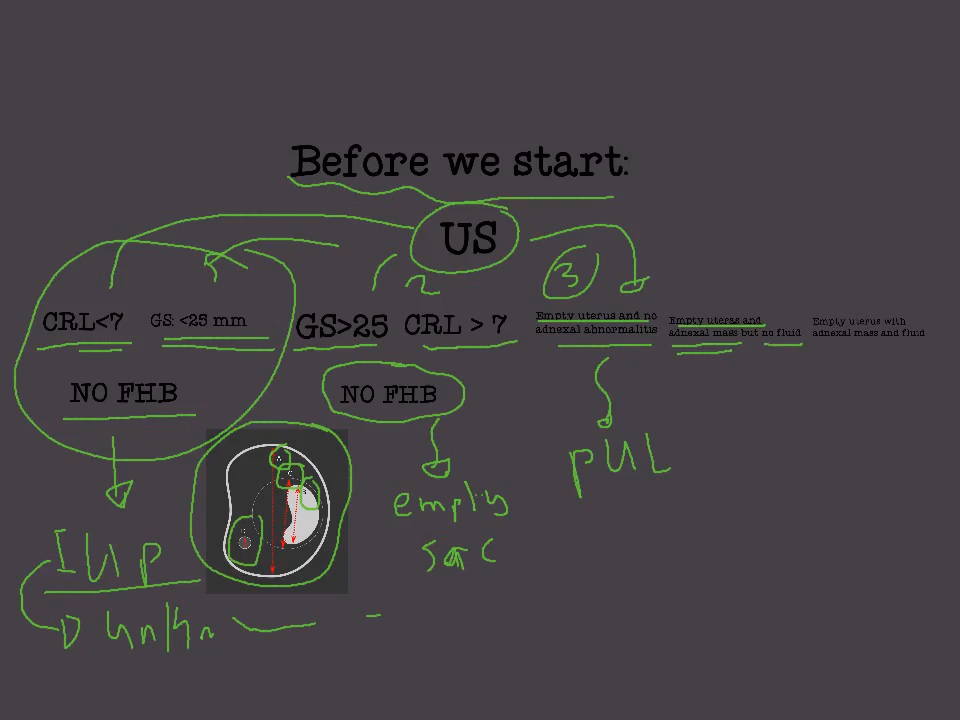 Before we start:
US
2
3
CRL<7
GS: <25 mm
GS>25
CRL > 7
Empty uterus and no
adnexal abnormalitis
Empty uterus and
adnexal mass but no fluid
Empty uterus with
adnexal mass and fluid
NO FHB
NO FHB
PUL
empty
sac
IUP